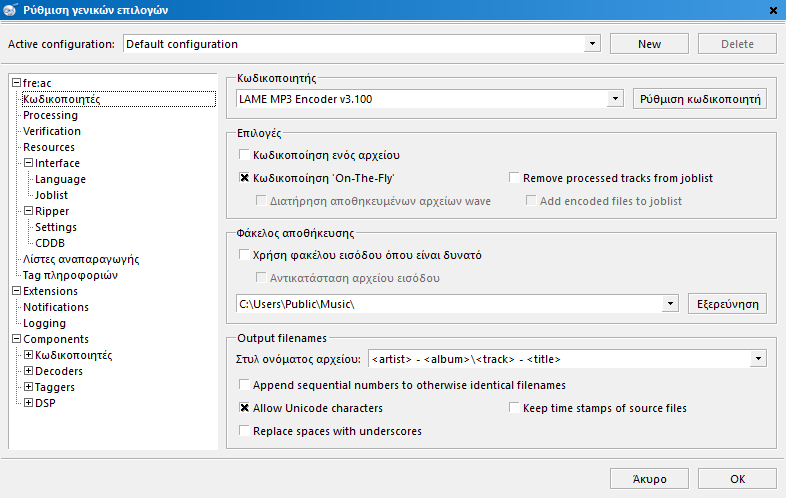 Ρύθμιση γενικών επιλογών
Active configuration: Default configuration New Delete
fre:ac
Κωδικοποιητές
Processing
Verification
Resources
Interface
Language
Joblist
Ripper
Settings
CDDB
Λίστες αναπαραγωγής
Tag πληροφοριών
Extensions
Notifications
Logging
Components
Κωδικοποιητές
Decoders
Taggers
DSP
Κωδικοποιητής
LAME MP3 Encoder v3.100 Ρύθμιση κωδικοποιητή
Επιλογές
Κωδικοποίηση ενός αρχείου
Κωδικοποίηση 'On-The-Fly' Remove processed tracks from joblist
Διατήρηση αποθηκευμένων αρχείων wave Add encoded files to joblist
Φάκελος αποθήκευσης
Χρήση φακέλου εισόδου όπου είναι δυνατό
Αντικατάσταση αρχείου εισόδου
C:\Users\Public\Music\ Εξερεύνηση
Output filenames
Στυλ ονόματος αρχείου: <artist> - <album>\<track> - <title>
Append sequential numbers to otherwise identical filenames
Allow Unicode characters Keep time stamps of source files
Replace spaces with underscores
Άκυρο OK